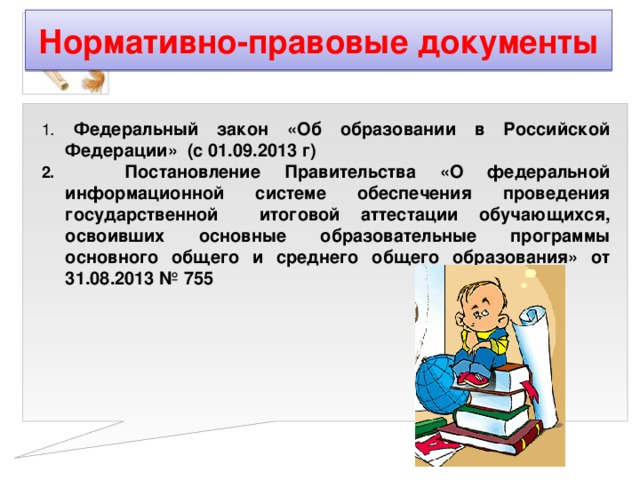 Нормативно-правовые документы
1. Федеральный закон «Об образовании в Российской
Федерации» (с 01.09.2013 г)
2. Постановление Правительства «О федеральной
информационной системе обеспечения проведения
государственной итоговой аттестации обучающихся,
освоивших основные образовательные программы
основного общего и среднего общего образования» от
31.08.2013 № 755